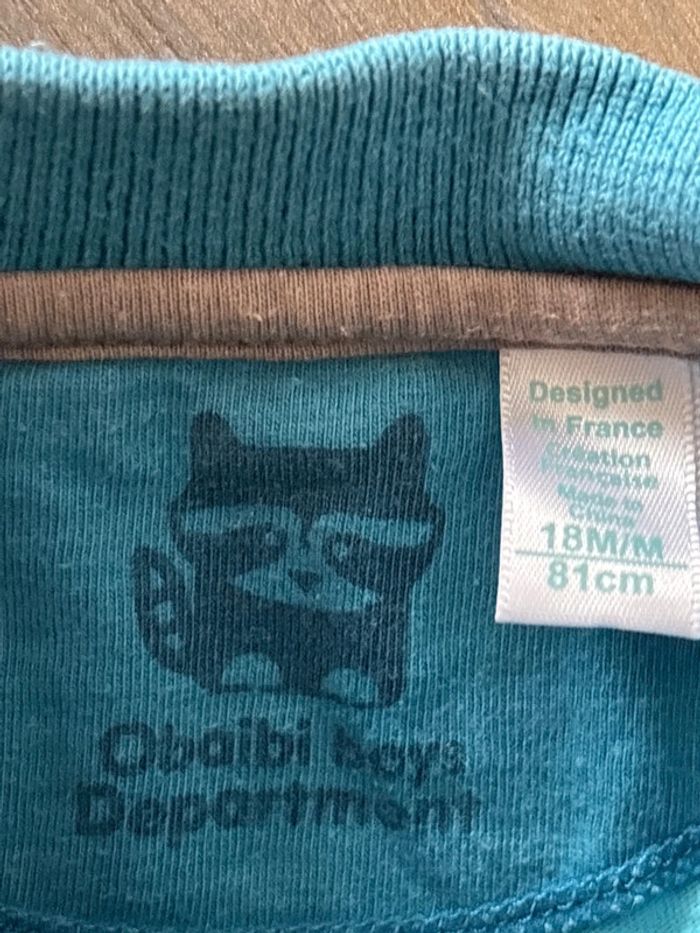 Designed
in France
Création
Française
Made in
China
18M/M
81cm
Obaibi boys
Department